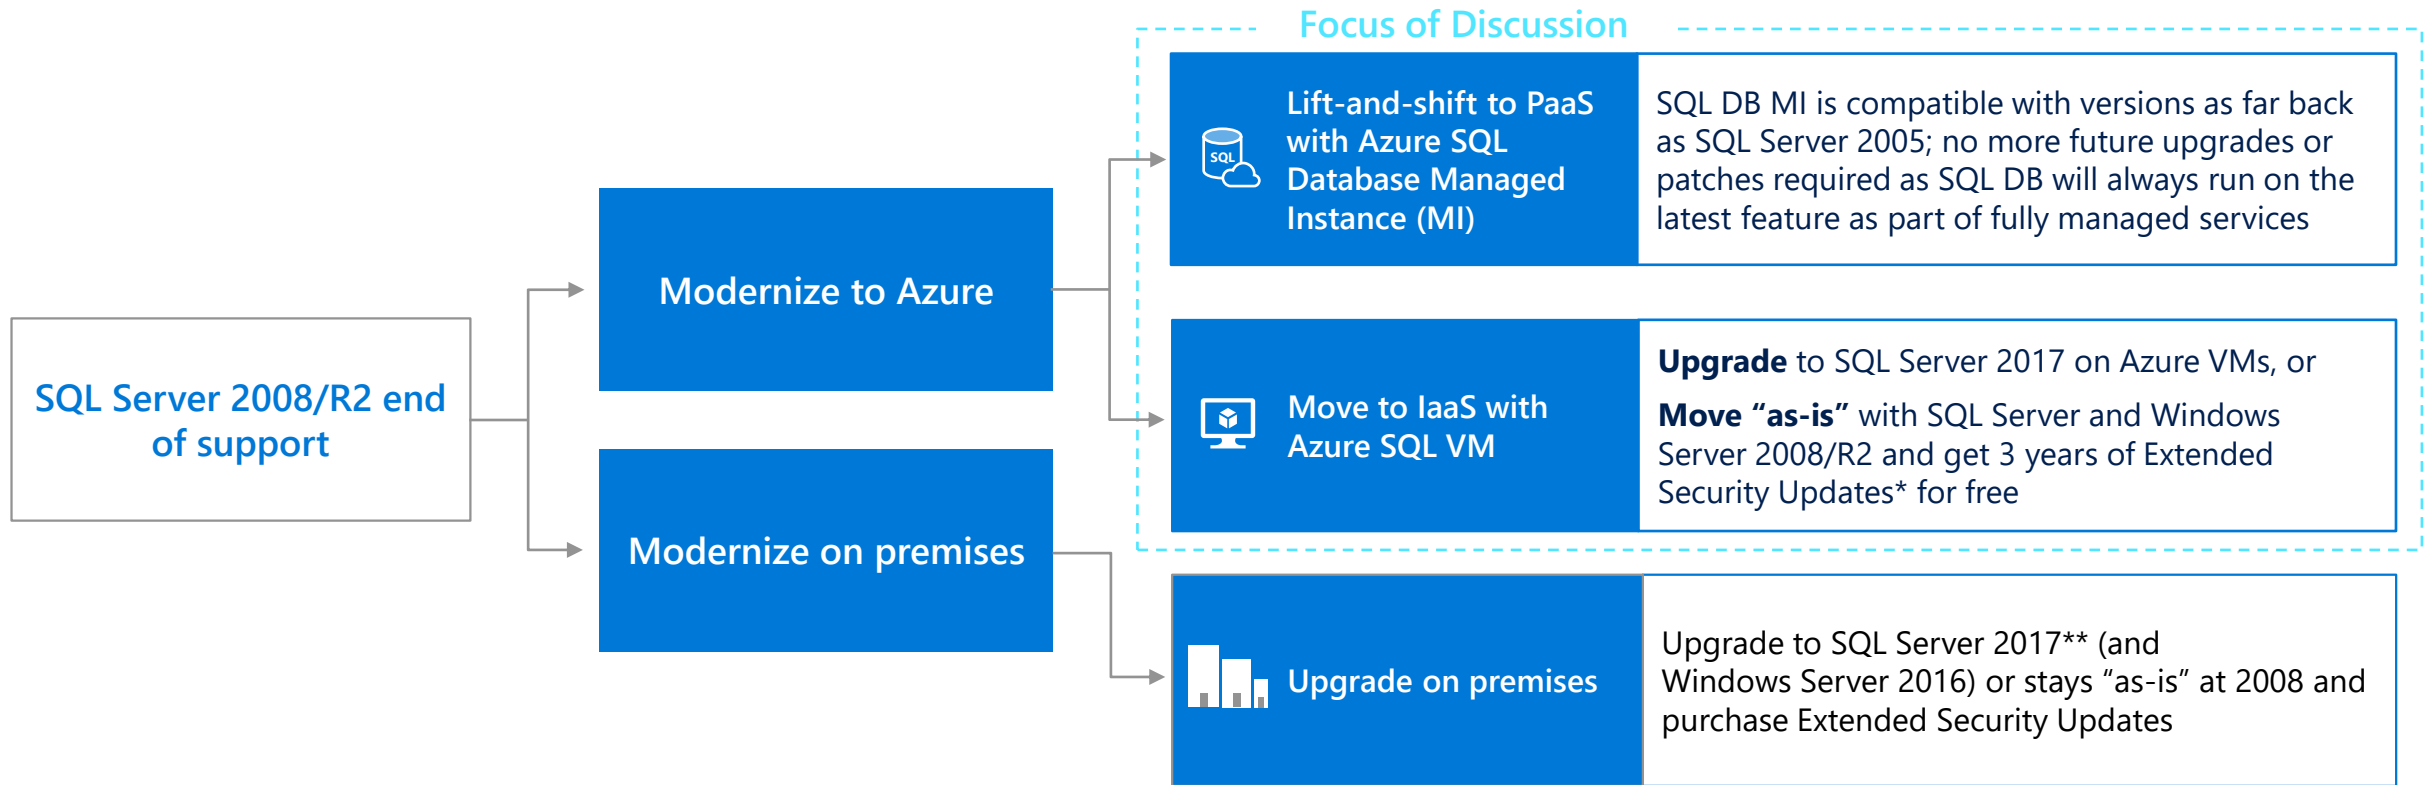 Focus of Discussion
SQL Server 2008/R2 end
of support
Modernize to Azure
Modernize on premises
SQL
Lift-and-shift to PaaS
with Azure SQL
Database Managed
Instance (MI)
SQL DB MI is compatible with versions as far back
as SQL Server 2005; no more future upgrades or
patches required as SQL DB will always run on the
latest feature as part of fully managed services
Move to IaaS with
Azure SQL VM
Upgrade to SQL Server 2017 on Azure VMs, or
Move “as-is” with SQL Server and Windows
Server 2008/R2 and get 3 years of Extended
Security Updates* for free
Upgrade on premises
Upgrade to SQL Server 2017** (and
Windows Server 2016) or stays “as-is” at 2008 and
purchase Extended Security Updates